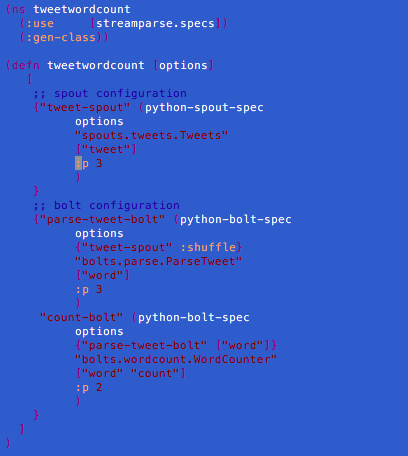 (ns tweetwordcount
  (:use     [streamparse.specs])
  (:gen-class))

(defn tweetwordcount [options]
   [
    ;; spout configuration
    {"tweet-spout" (python-spout-spec
          options
          "spouts.tweets.Tweets"
          ["tweet"]
          :p 3
          )
    }
    ;; bolt configuration
    {"parse-tweet-bolt" (python-bolt-spec
          options
          {"tweet-spout" :shuffle}
          "bolts.parse.ParseTweet"
          ["word"]
          :p 3
          )
     "count-bolt" (python-bolt-spec
          options
          {"parse-tweet-bolt" ["word"]}
          "bolts.wordcount.WordCounter"
          ["word" "count"]
          :p 2
          )
    }
  ]
)